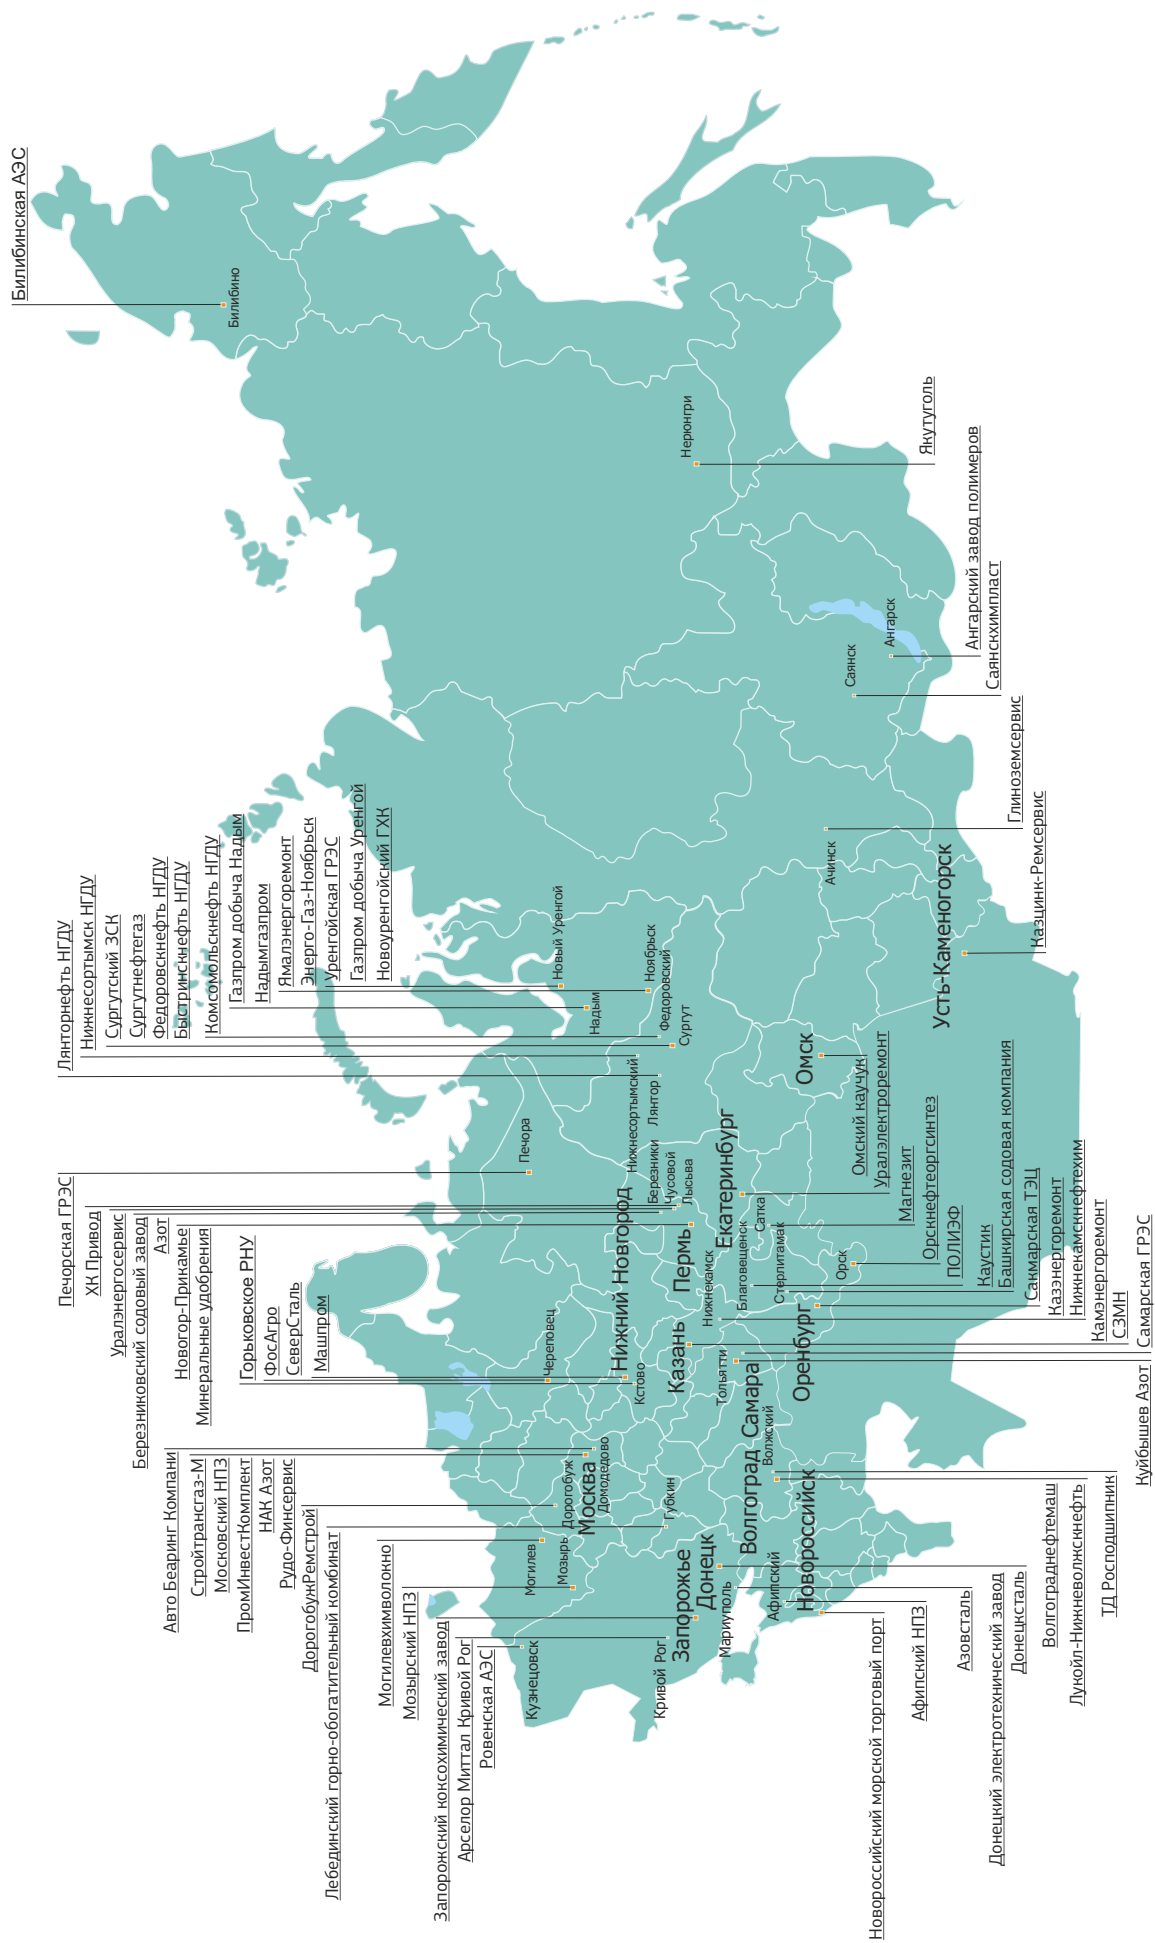 Билибинская АЭС
Билибино
Лянторнефть НГДУ
Нижнесортымск НГДУ
Сургутский ЗСК
Сургутнефтегаз
Федоровскнефть НГДУ
Быстринскнефть НГДУ
Комсомольскнефть НГДУ
Газпром добыча Надым
Надымгазпром
Ямалэнергоремонт
Энерго-Газ-Ноябрьск
Уренгойская ГРЭС
Газпром добыча Уренгой
Новоуренгойский ГХК
Печорская ГРЭС
ХК Привод
Уралэнергосервис
Березниковский содовый завод
Азот
Новогор-Прикамье
Минеральные удобрения
Горьковское РНУ
ФосАгро
СеверСталь
Машпром
Авто Беаринг Компани
Стройтрансгаз-М
Московский НПЗ
ПромИнвестКомплект
НАК Азот
Рудо-Финсервис
ДорогобужРемстрой
Лебединский горно-обогатительный комбинат
Могилевхимволокно
Мозырский НПЗ
Запорожский коксохимический завод
Арселор Миттал Кривой Рог
Ровенская АЭС
Нерюнгри
Саянск
Ангарск
Ачинск
Новый Уренгой
Надым
Ноябрьск
Федоровский
Сургут
Нижнесортымский
Лянтор
Печора
Березники
Чусовой
Лысьва
Усть-Каменогорск
Омск
Екатеринбург
Сатка
Пермь
Нижний Новгород
Нижнекамск
Благовещенск
Стерлитамак
Орск
Оренбург
Казань
Череповец
Кстово
Тольятти
Самара
Волжский
Волгоград
Москва
Домодедово
Дорогобуж
Губкин
Могилев
Мозырь
Новороссийск
Афипский
Донецк
Запорожье
Мариуполь
Кривой Рог
Кузнецовск
Якутуголь
Ангарский завод полимеров
Саянскхимпласт
Глиноземсервис
Казцинк-Ремсервис
Омский каучук
Уралэлектроремонт
Магнезит
Орскнефтеоргсинтез
ПОЛИЭФ
Каустик
Башкирская содовая компания
Сакмарская ТЭЦ
Казэнергоремонт
Нижнекамскнефтехим
Камэнергоремонт
СЗМН
Самарская ГРЭС
Куйбышев Азот
ТД Росподшипник
Лукойл-Нижневолжскнефть
Волгограднефтемаш
Донецксталь
Донецкий электротехнический завод
Азовсталь
Афипский НПЗ
Новороссийский морской торговый порт